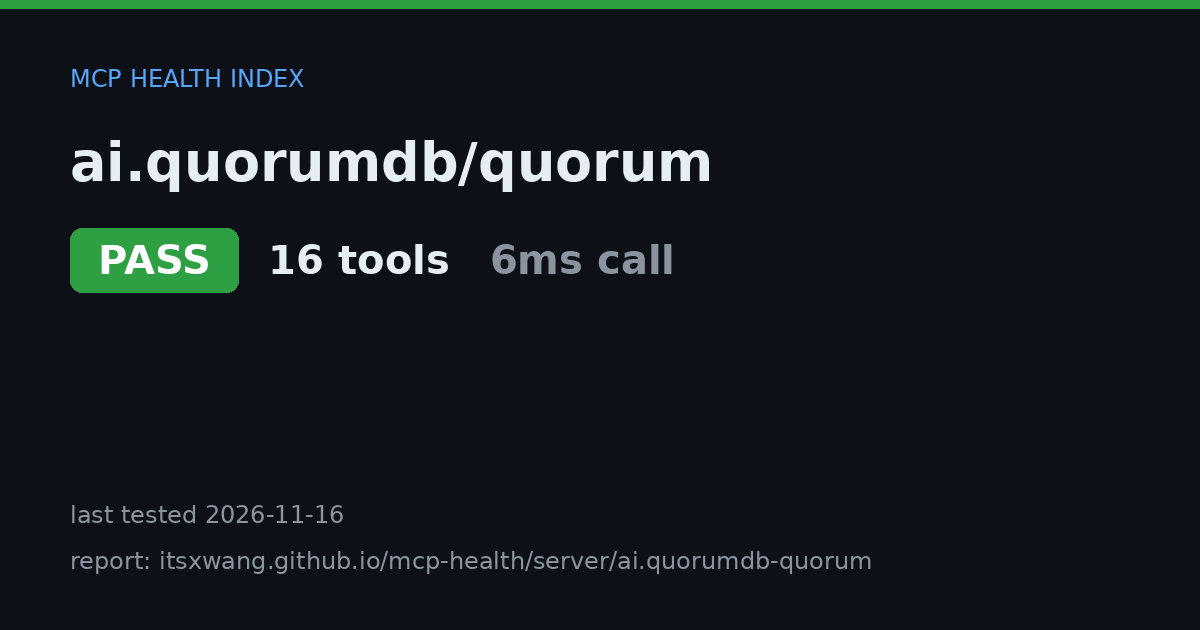 MCP HEALTH INDEX
ai.quorumdb/quorum
PASS 16 tools 6ms call
last tested 2026-11-16
report: itsxwang.github.io/mcp-health/server/ai.quorumdb-quorum